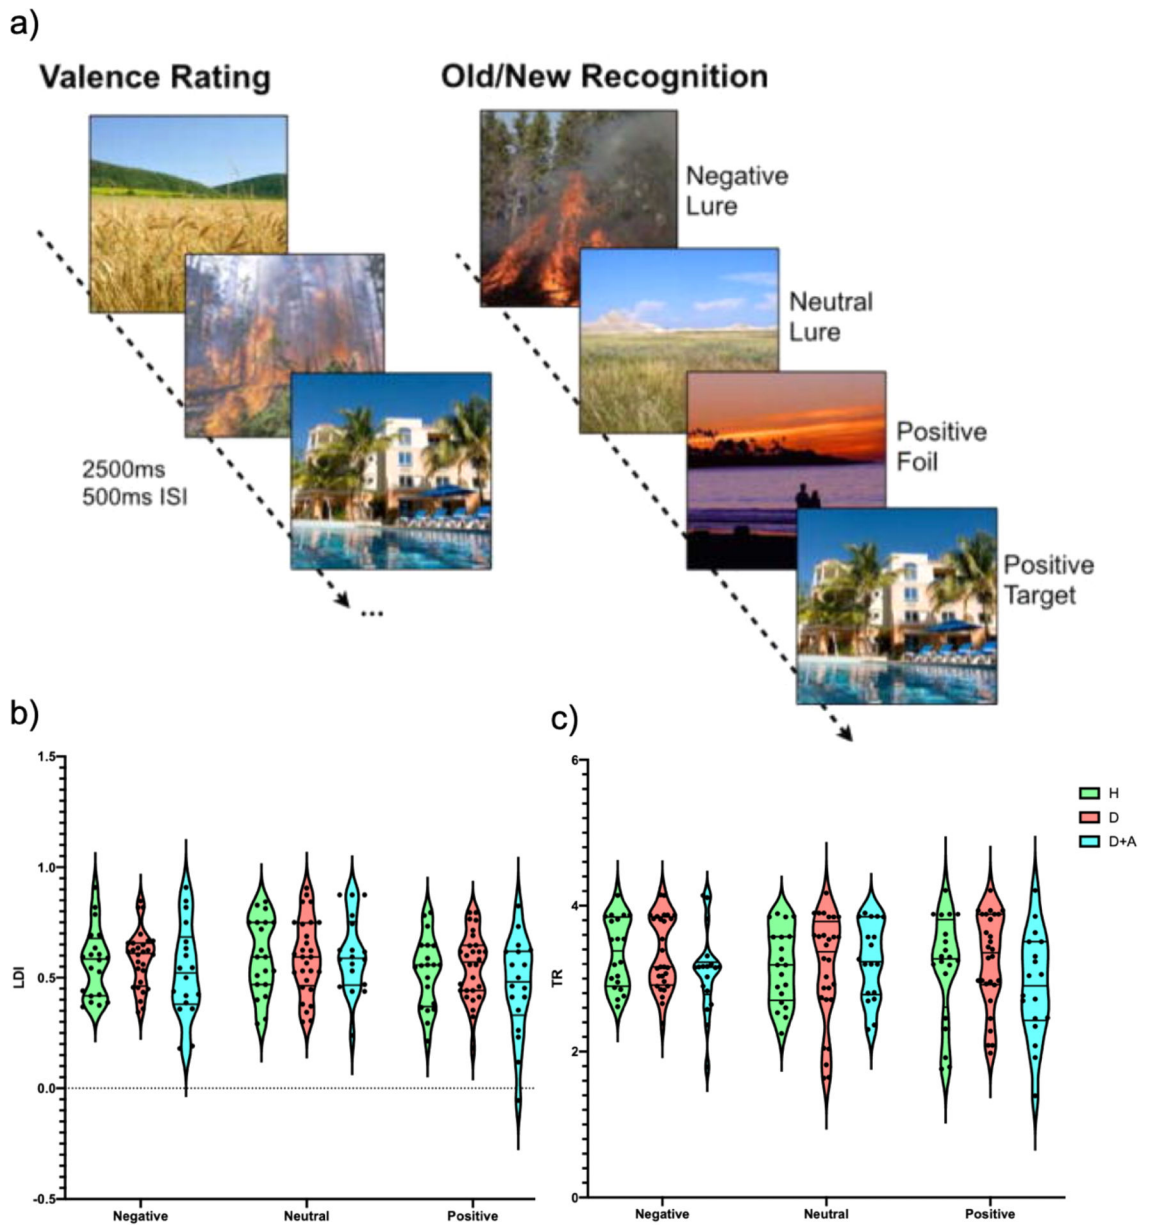 a)
Valence Rating
Old/New Recognition
Negative
Lure
Neutral
Lure
Positive
Foil
Positive
Target
2500ms
500ms ISI
...
b)
1.5
1.0
0.5
0.0
-0.5
LDI
Negative
Neutral
Positive
c)
6
4
2
0
TR
Negative
Neutral
Positive
H
D
D+A